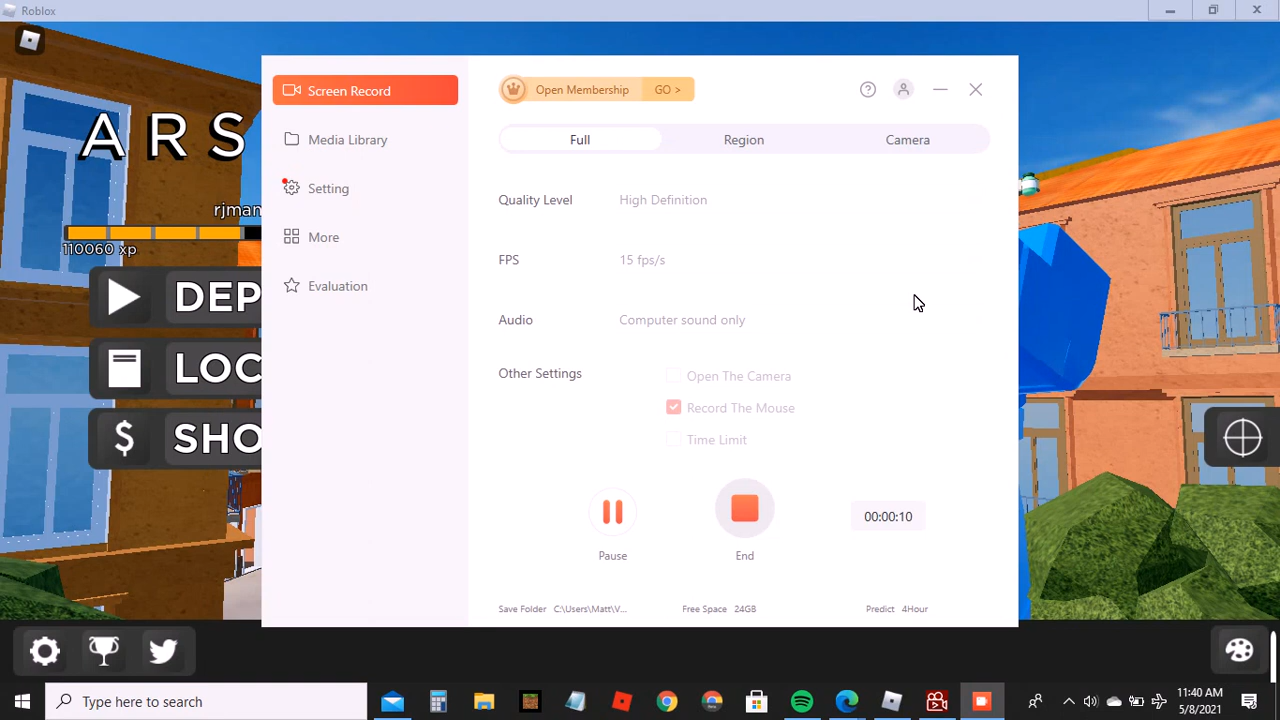 Roblox
Screen Record
Open Membership
GO >
Media Library
Full
Region
Camera
A R S
Quality Level
High Definition
Setting
rjman
More
110060 xp
FPS
15 fps/s
Evaluation
DEP
Audio
Computer sound only
LOC
Other Settings
Open The Camera
Record The Mouse
SHO
Time Limit
00:00:10
Pause
End
Save Folder
C:\Users\Matt\V...
Free Space
24GB
Predict
4Hour
Type here to search
11:40 AM
5/8/2021